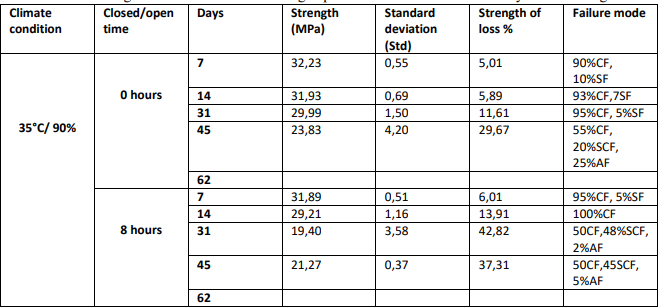 Climate condition Closed/open time Days Strength (MPa) Standard deviation (Std) Strength of loss % Failure mode
35°C/ 90% 0 hours 7 32,23 0,55 5,01 90%CF, 10%SF
14 31,93 0,69 5,89 93%CF,7SF
31 29,99 1,50 11,61 95%CF, 5%SF
45 23,83 4,20 29,67 55%CF, 20%SCF, 25%AF
62
8 hours 7 31,89 0,51 6,01 95%CF, 5%SF
14 29,21 1,16 13,91 100%CF
31 19,40 3,58 42,82 50CF,48%SCF, 2%AF
45 21,27 0,37 37,31 50CF,45SCF, 5%AF
62